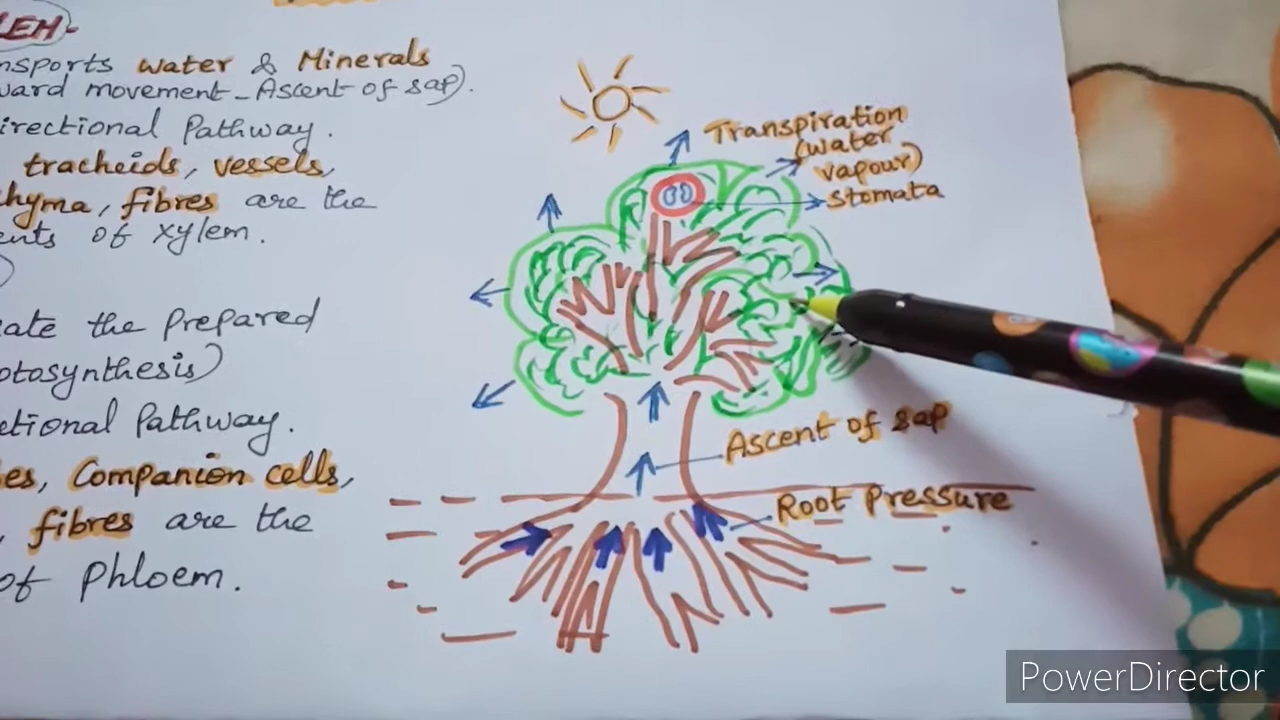 LEM-
nsports water & Minerals
ward movement - Ascent of sap).
irectional Pathway.
tracheids, vessels,
hyma, fibres are the
ents of xylem.
)
ate the Prepared
otosynthesis)
ctional Pathway.
es, Companion cells,
, fibres are the
of Phloem.
Transpiration
(water
vapour)
stomata
Ascent of sap
Root Pressure
PowerDirector